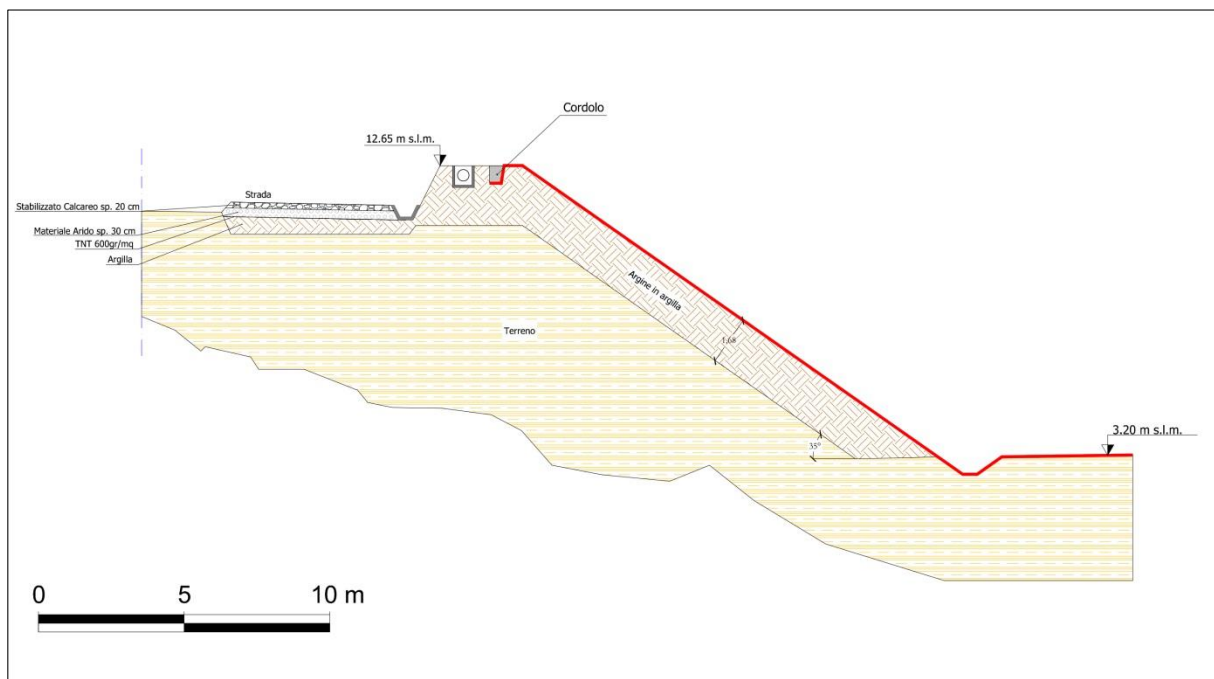 Cordolo
12.65 m s.l.m.
Strada
Stabilizzato Calcareo sp. 20 cm
Materiale Arido sp. 30 cm
TNT 600gr/mq
Argilla
Argine in argilla
Terreno
1,68
35°
3.20 m s.l.m.
0 5 10 m